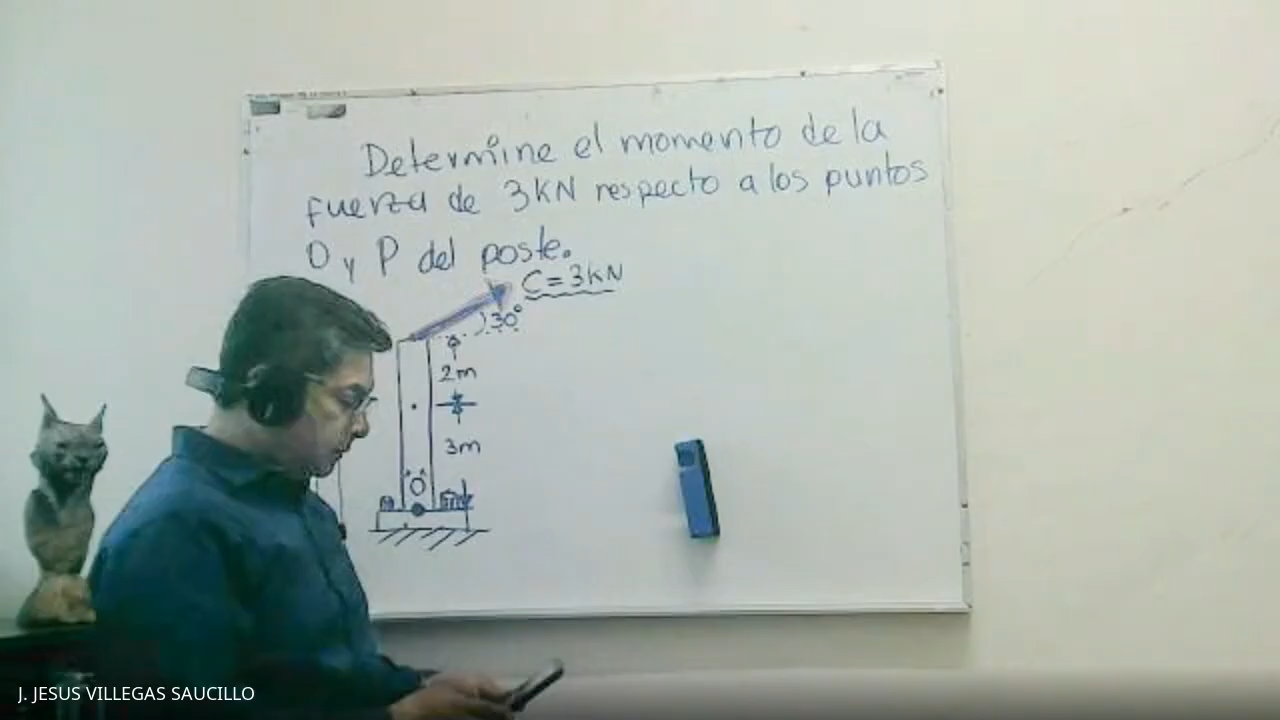 Determine el momento de la
fuerza de 3KN respecto a los puntos
O y P del poste.
C = 3KN
30°
2m
3m
O
J. JESUS VILLEGAS SAUCILLO